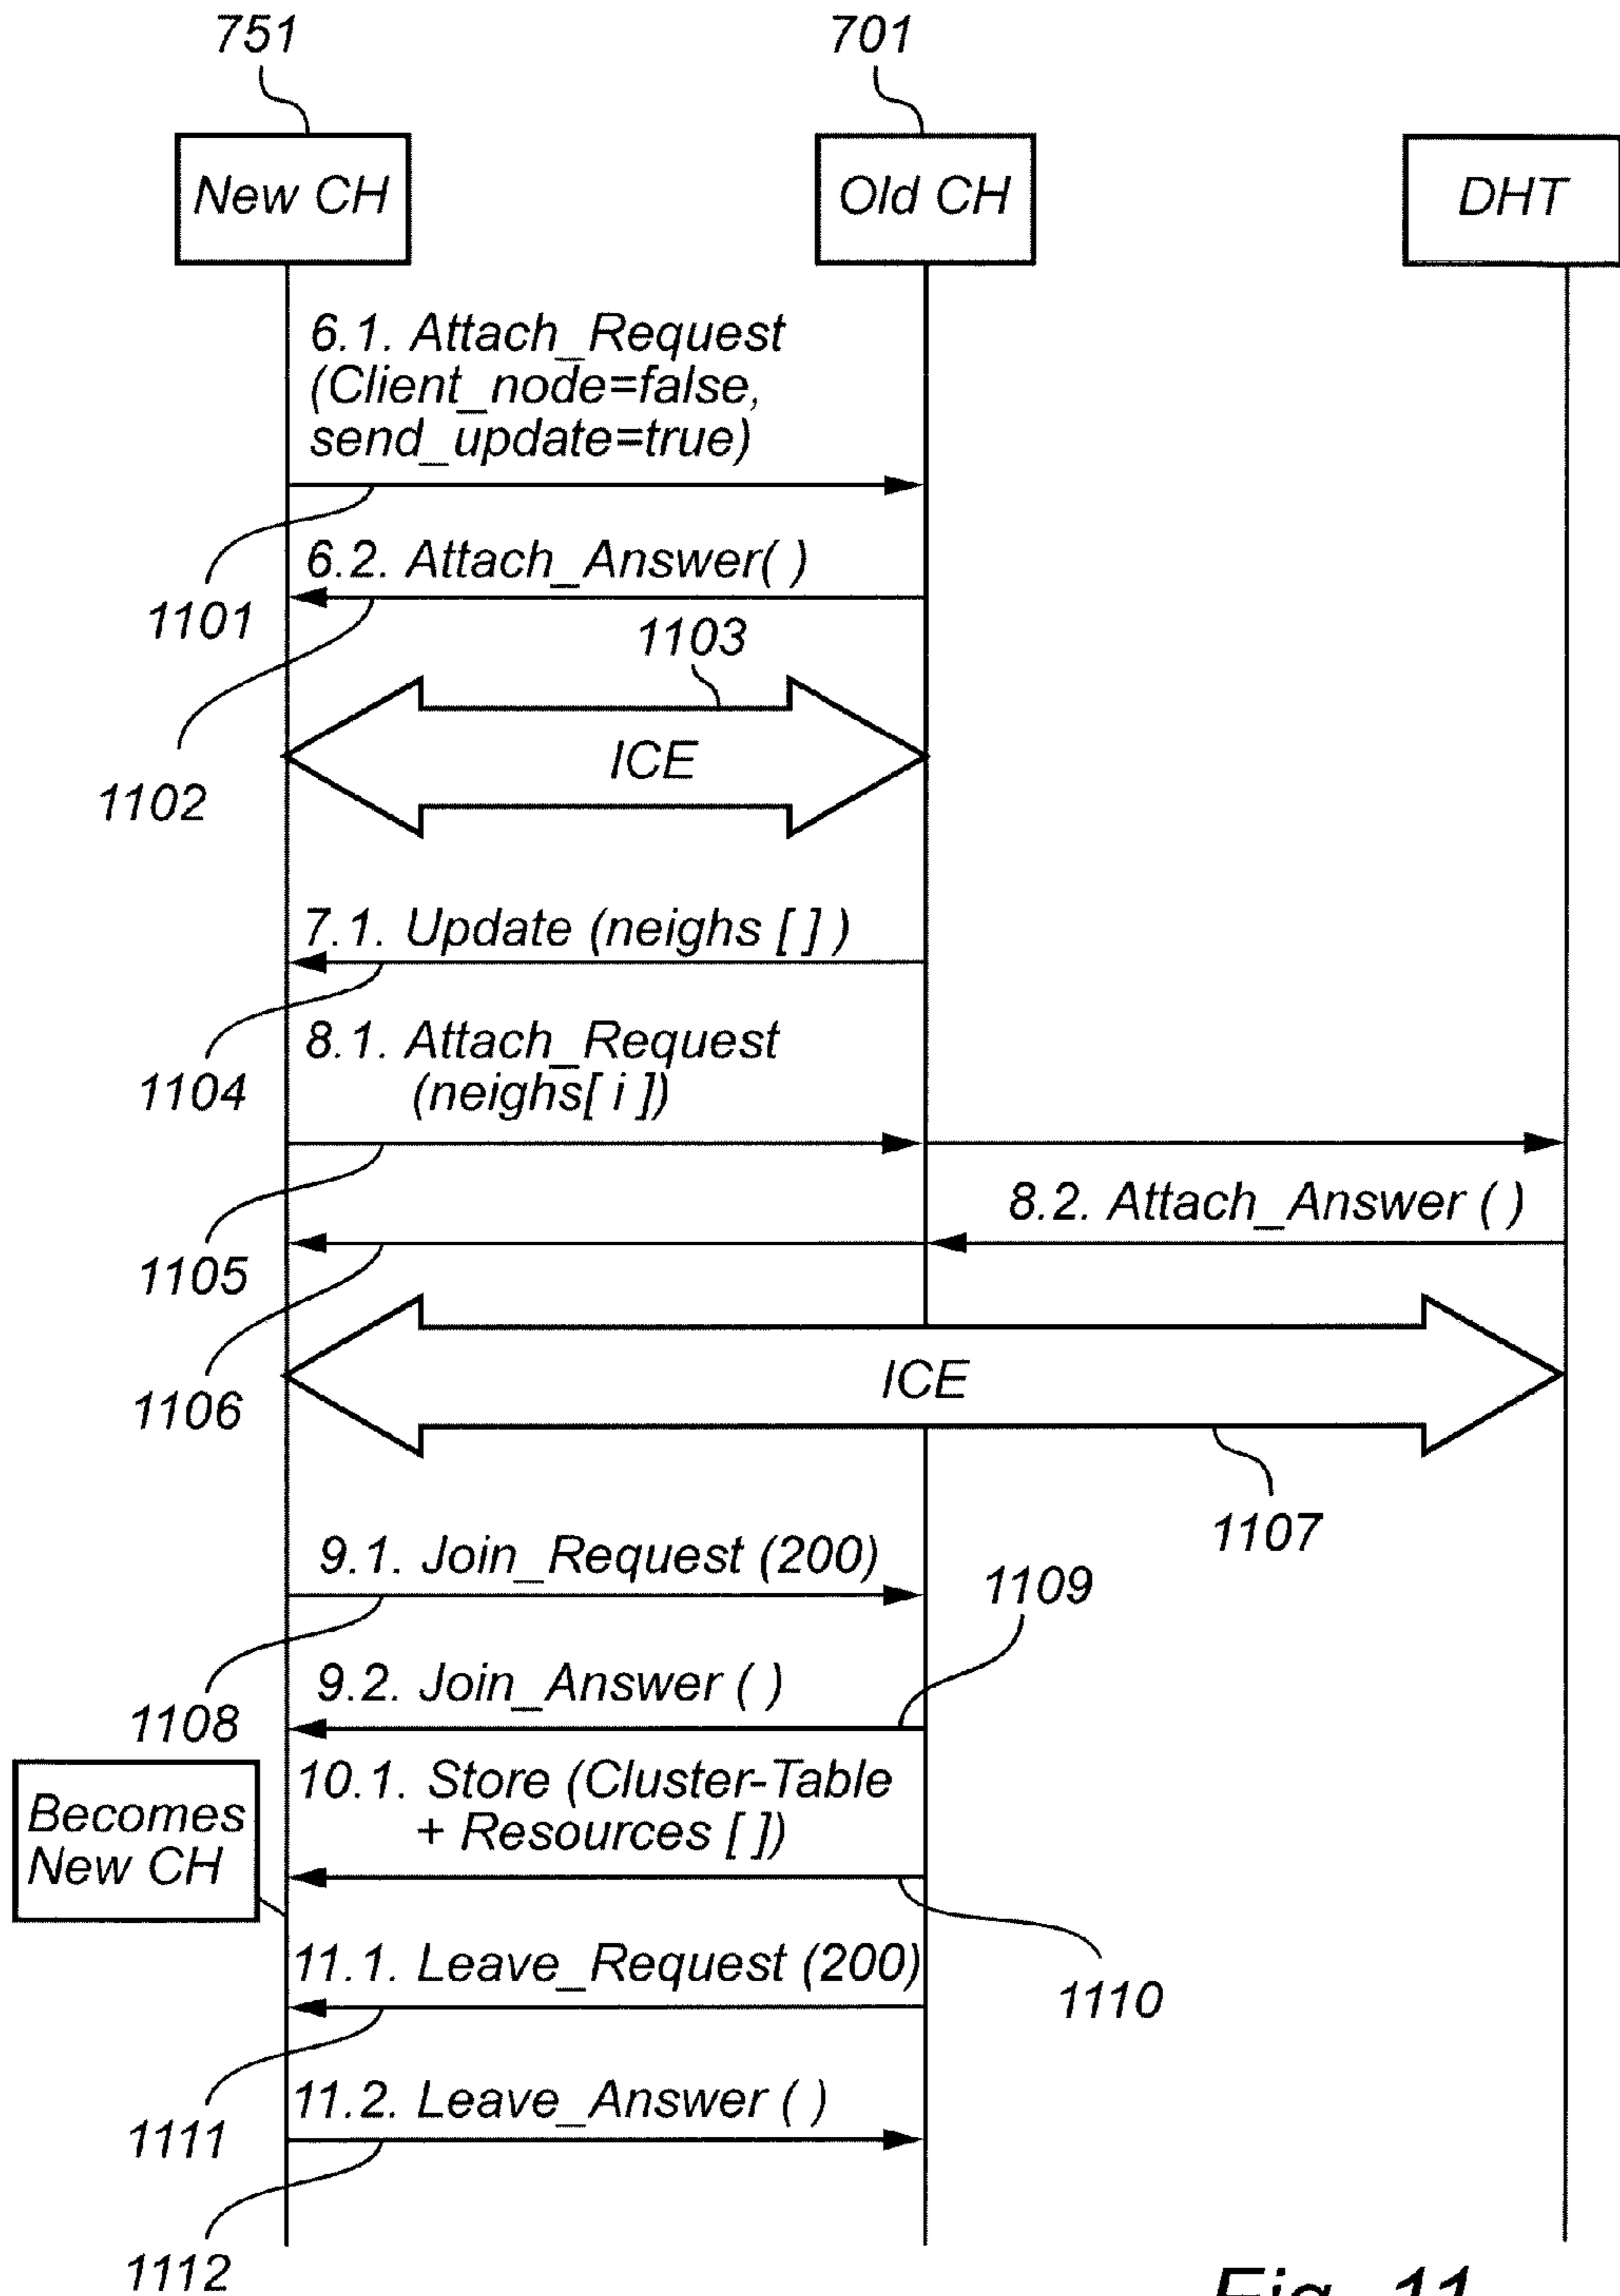 751
701
New CH
Old CH
DHT
6.1. Attach_Request
(Client_node=false,
send_update=true)
6.2. Attach_Answer( )
1101
1103
ICE
1102
7.1. Update (neighs [ ] )
8.1. Attach_Request
1104
(neighs[ i ])
8.2. Attach_Answer ( )
1105
ICE
1106
1107
9.1. Join_Request (200)
1109
9.2. Join_Answer ( )
1108
10.1. Store (Cluster-Table
+ Resources [ ])
Becomes
New CH
11.1. Leave_Request (200)
1110
11.2. Leave_Answer ( )
1111
1112
Fig. 11